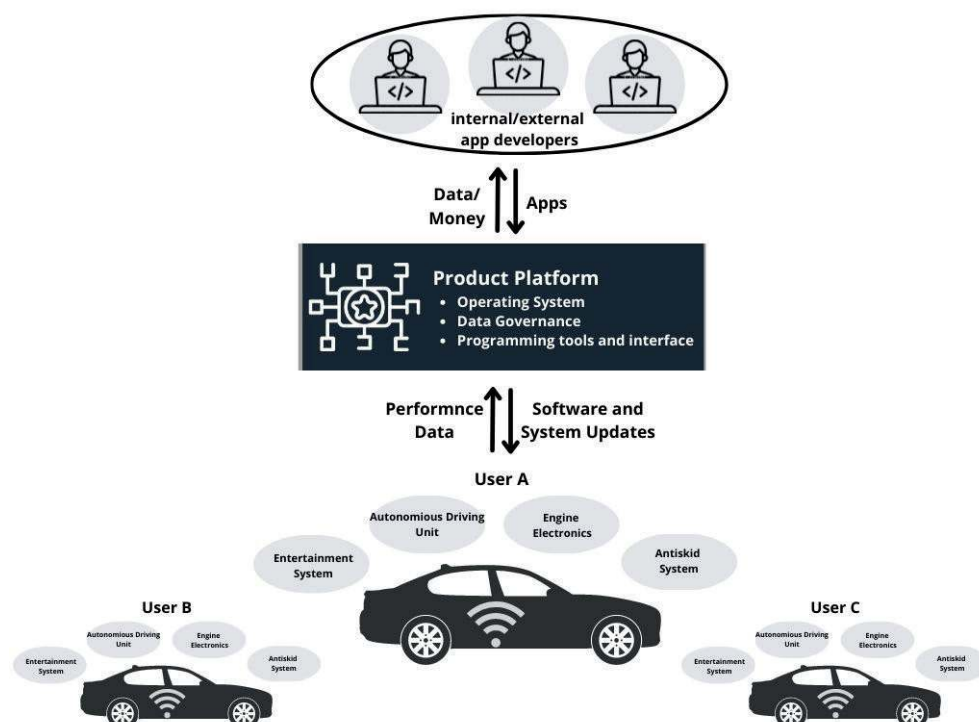 </>
</>
</>
internal/external
app developers
Data/
Money
Apps
Product Platform
• Operating System
• Data Governance
• Programming tools and interface
Performnce
Data
Software and
System Updates
User A
Autonomious Driving
Unit
Engine
Electronics
Entertainment
System
Antiskid
System
User B
Autonomious Driving
Unit
Engine
Electronics
Entertainment
System
Antiskid
System
User C
Autonomious Driving
Unit
Engine
Electronics
Entertainment
System
Antiskid
System